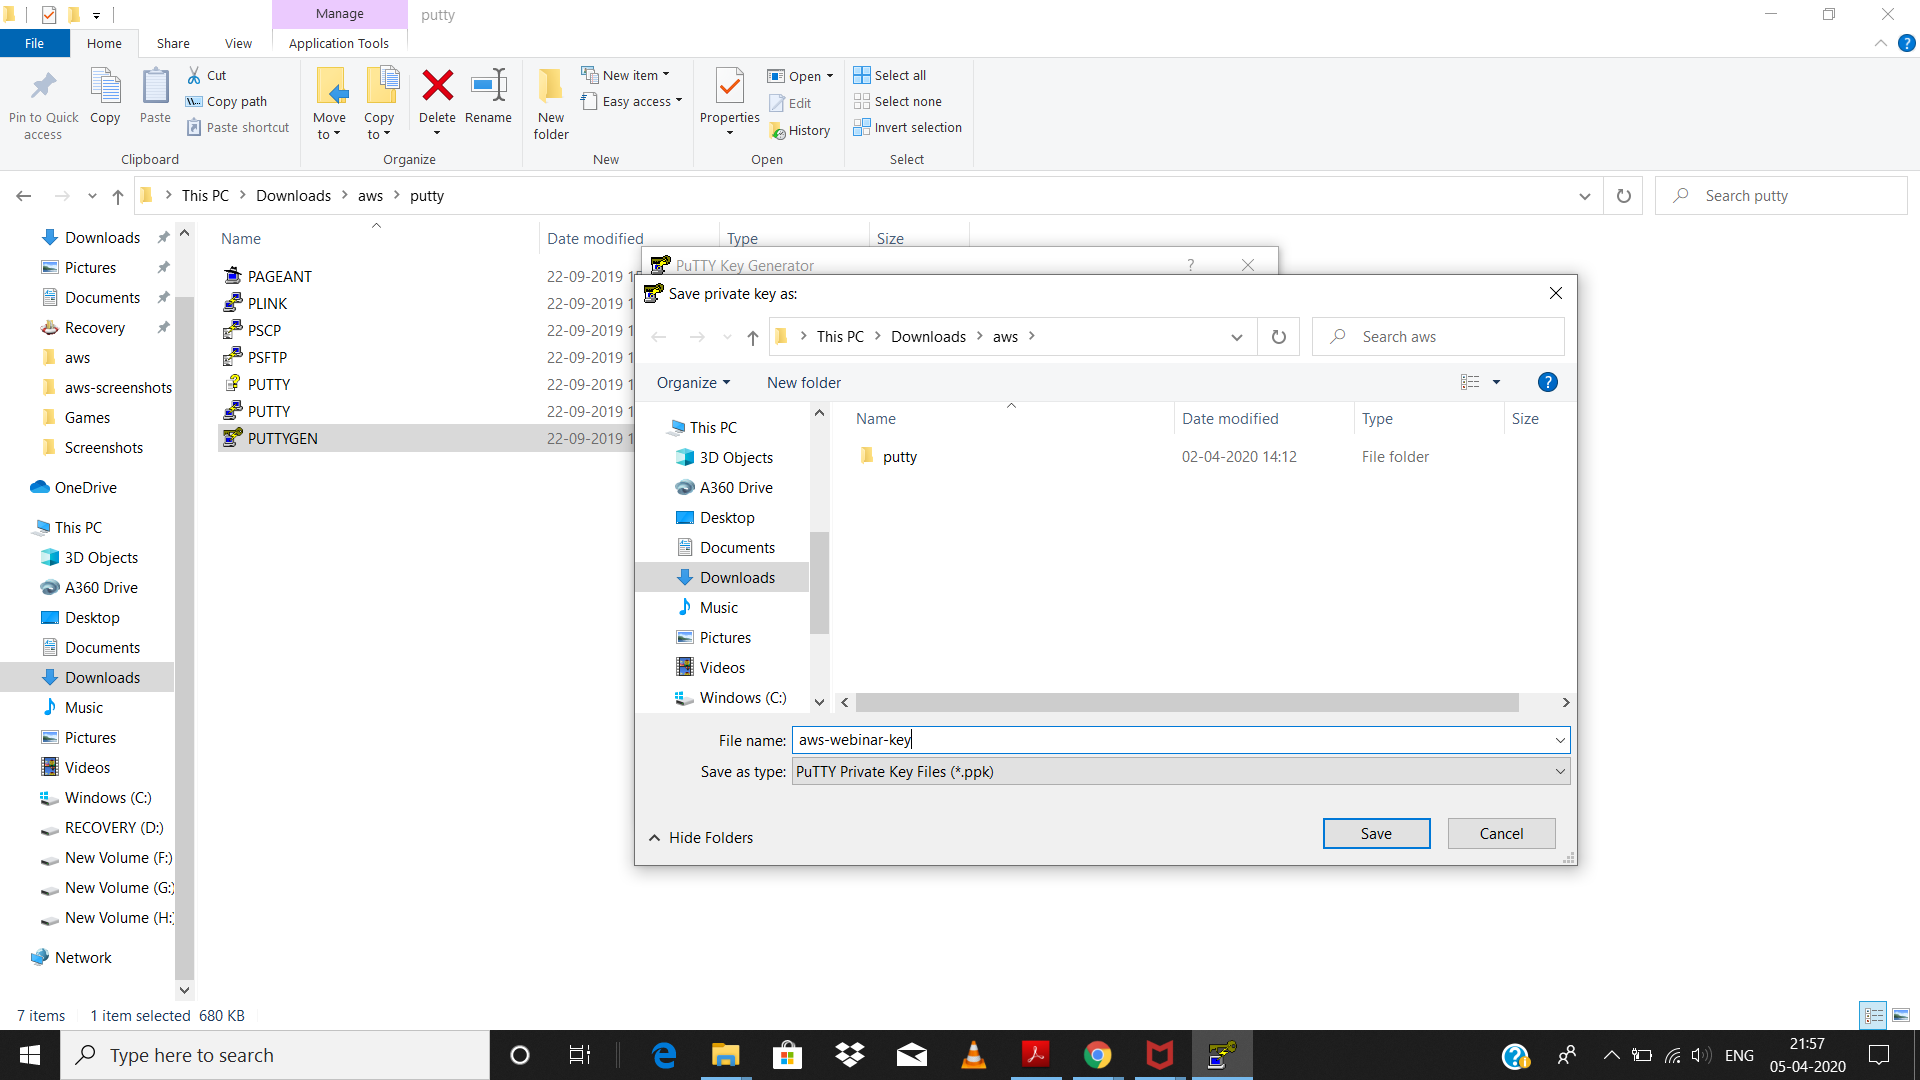 Manage
putty
File
Home
Share
View
Application Tools
Pin to Quick access
Copy
Paste
Cut
Copy path
Paste shortcut
Clipboard
Move to
Copy to
Delete
Rename
Organize
New folder
New item
Easy access
New
Properties
Open
Edit
History
Open
Select all
Select none
Invert selection
Select
This PC
Downloads
aws
putty
Search putty
Downloads
Pictures
Documents
Recovery
aws
aws-screenshots
Games
Screenshots
OneDrive
This PC
3D Objects
A360 Drive
Desktop
Documents
Downloads
Music
Pictures
Videos
Windows (C:)
RECOVERY (D:)
New Volume (F:)
New Volume (G:)
New Volume (H:
Network
Name
Date modified
Type
Size
PAGEANT 22-09-2019 1
PLINK 22-09-2019 1
PSCP 22-09-2019 1
PSFTP 22-09-2019 1
PUTTY 22-09-2019 1
PUTTY 22-09-2019 1
PUTTYGEN 22-09-2019 1
PuTTY Key Generator ?
Save private key as:
This PC
Downloads
aws
Search aws
Organize
New folder
?
This PC
3D Objects
A360 Drive
Desktop
Documents
Downloads
Music
Pictures
Videos
Windows (C:)
Name
Date modified
Type
Size
putty 02-04-2020 14:12 File folder
File name: aws-webinar-key
Save as type: PuTTY Private Key Files (*.ppk)
Hide Folders
Save
Cancel
7 items
1 item selected 680 KB
Type here to search
ENG
21:57
05-04-2020